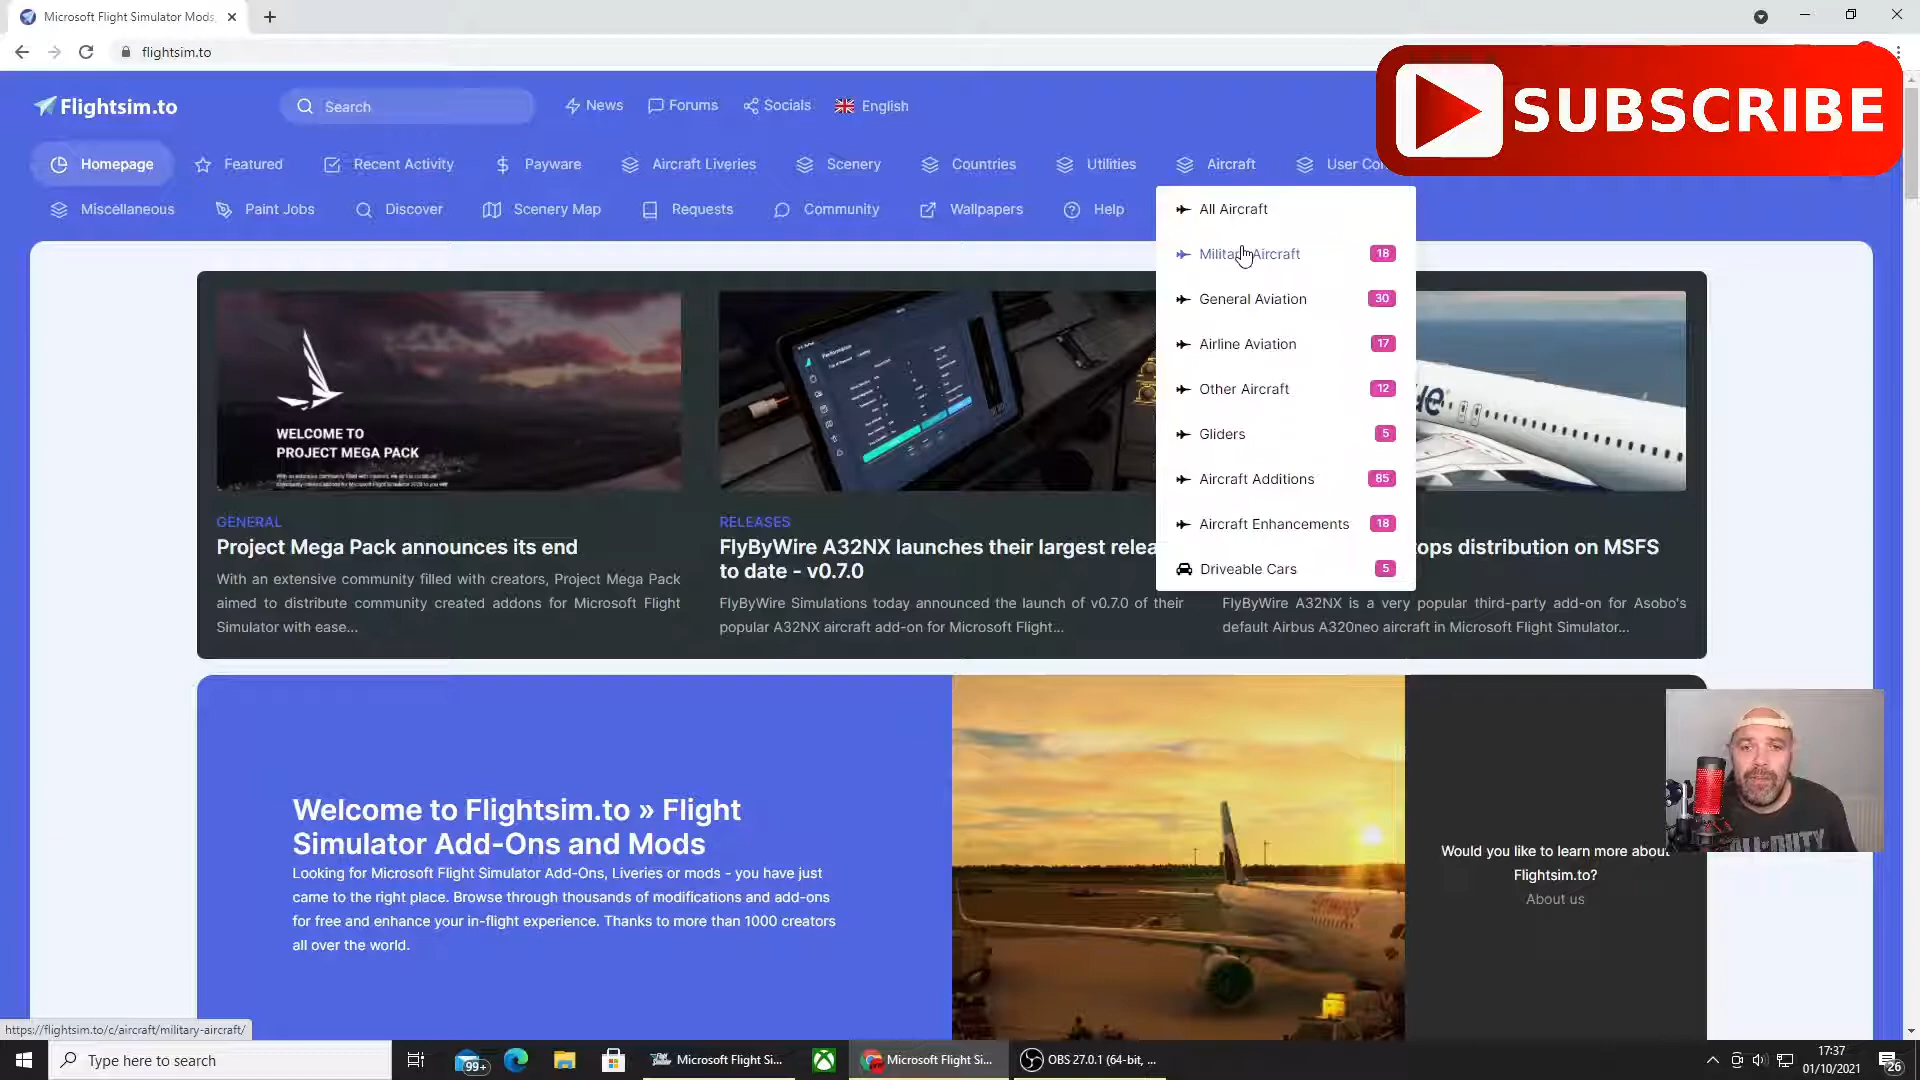 Microsoft Flight Simulator Mods
flightsim.to
SUBSCRIBE
Flightsim.to
Search
News
Forums
Socials
English
Homepage
Featured
Recent Activity
Payware
Aircraft Liveries
Scenery
Countries
Utilities
Aircraft
User Con
Miscellaneous
Paint Jobs
Discover
Scenery Map
Requests
Community
Wallpapers
Help
All Aircraft
Military Aircraft 18
General Aviation 30
Airline Aviation 17
Other Aircraft 12
Gliders 5
Aircraft Additions 85
Aircraft Enhancements 18
Driveable Cars 5
WELCOME TO
PROJECT MEGA PACK
Performance
GENERAL
Project Mega Pack announces its end
With an extensive community filled with creators, Project Mega Pack
aimed to distribute community created addons for Microsoft Flight
Simulator with ease...
RELEASES
FlyByWire A32NX launches their largest relea
to date - v0.7.0
FlyByWire Simulations today announced the launch of v0.7.0 of their
popular A32NX aircraft add-on for Microsoft Flight...
ops distribution on MSFS
FlyByWire A32NX is a very popular third-party add-on for Asobo's
default Airbus A320neo aircraft in Microsoft Flight Simulator...
Welcome to Flightsim.to » Flight
Simulator Add-Ons and Mods
Looking for Microsoft Flight Simulator Add-Ons, Liveries or mods - you have just
came to the right place. Browse through thousands of modifications and add-ons
for free and enhance your in-flight experience. Thanks to more than 1000 creators
all over the world.
Would you like to learn more about
Flightsim.to?
About us
https://flightsim.to/c/aircraft/military-aircraft/
Type here to search
99+
Microsoft Flight Si...
Microsoft Flight Si...
OBS 27.0.1 (64-bit, ...
17:37
01/10/2021
26